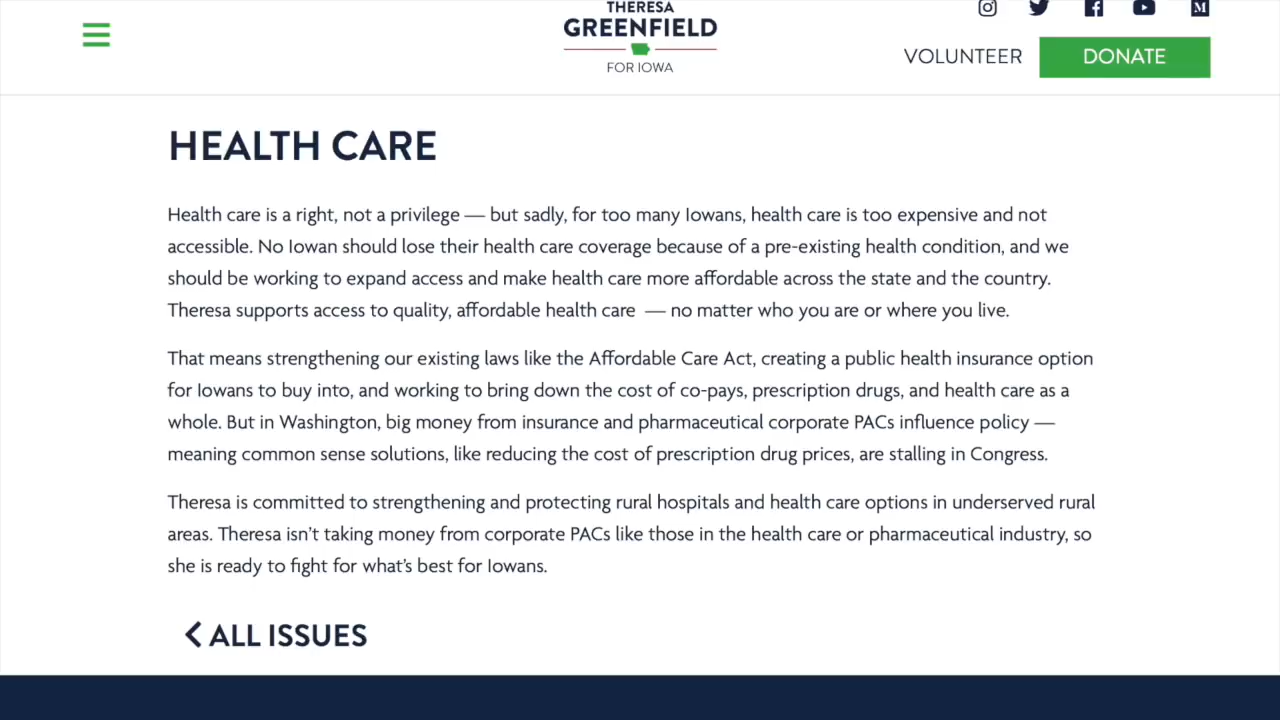 THERESA
GREENFIELD
FOR IOWA
VOLUNTEER
DONATE
HEALTH CARE
Health care is a right, not a privilege — but sadly, for too many Iowans, health care is too expensive and not
accessible. No Iowan should lose their health care coverage because of a pre-existing health condition, and we
should be working to expand access and make health care more affordable across the state and the country.
Theresa supports access to quality, affordable health care — no matter who you are or where you live.
That means strengthening our existing laws like the Affordable Care Act, creating a public health insurance option
for Iowans to buy into, and working to bring down the cost of co-pays, prescription drugs, and health care as a
whole. But in Washington, big money from insurance and pharmaceutical corporate PACs influence policy —
meaning common sense solutions, like reducing the cost of prescription drug prices, are stalling in Congress.
Theresa is committed to strengthening and protecting rural hospitals and health care options in underserved rural
areas. Theresa isn't taking money from corporate PACs like those in the health care or pharmaceutical industry, so
she is ready to fight for what's best for Iowans.
ALL ISSUES